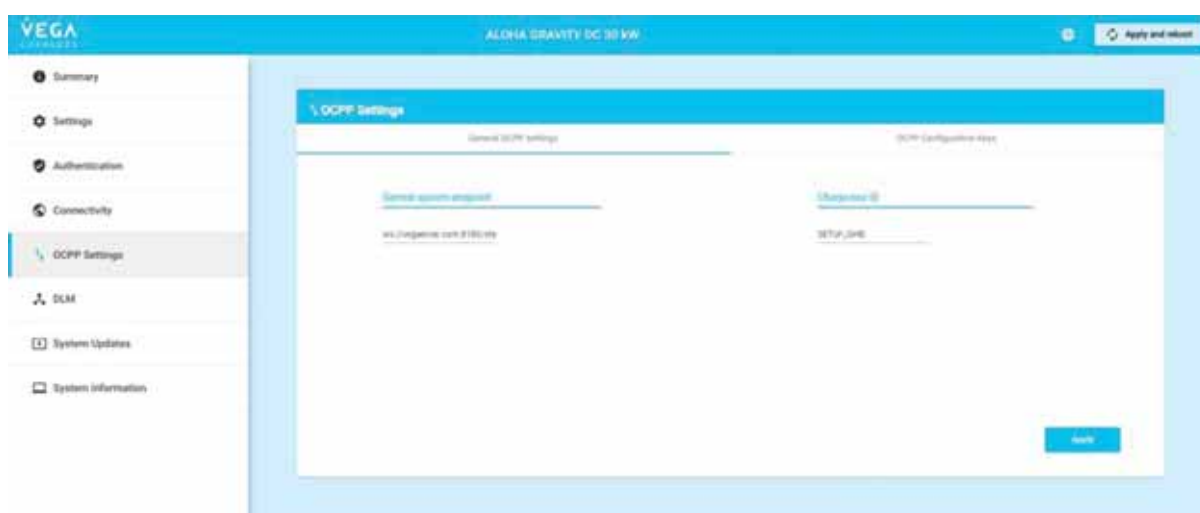 VEGA
CHARGERS
ALOHA GRAVITY DC 30 kW
Apply and reboot
Summary
Settings
Authentication
Connectivity
OCPP Settings
DLM
System Updates
System Information
OCPP Settings
General OCPP settings
OCPP Configuration Keys
Central system endpoint
Chargebox ID
Apply